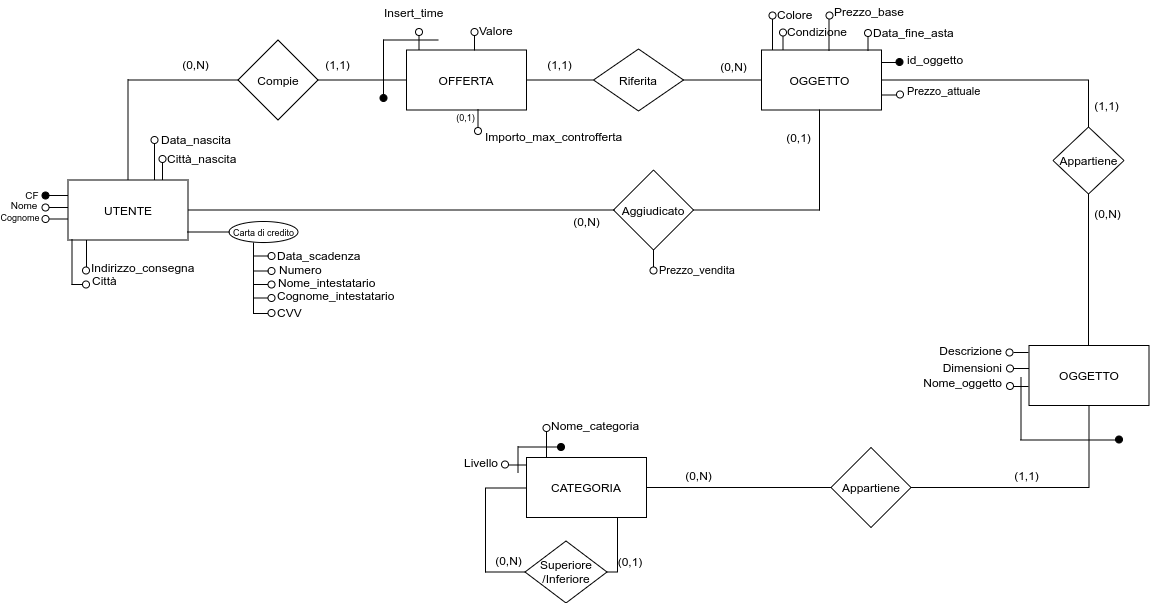 Insert_time
Valore
Colore
Prezzo_base
Condizione
Data_fine_asta
(0,N)
Compie
(1,1)
OFFERTA
(1,1)
Riferita
(0,N)
OGGETTO
id_oggetto
Prezzo_attuale
(0,1)
Importo_max_controfferta
(1,1)
(0,1)
Data_nascita
Città_nascita
Appartiene
CF
Nome
Cognome
UTENTE
(0,N)
Aggiudicato
(0,N)
Carta di credito
Data_scadenza
Numero
Nome_intestatario
Cognome_intestatario
CVV
Indirizzo_consegna
Città
Prezzo_vendita
Descrizione
Dimensioni
Nome_oggetto
OGGETTO
Nome_categoria
Livello
CATEGORIA
(0,N)
Appartiene
(1,1)
(0,N)
Superiore
/Inferiore
(0,1)